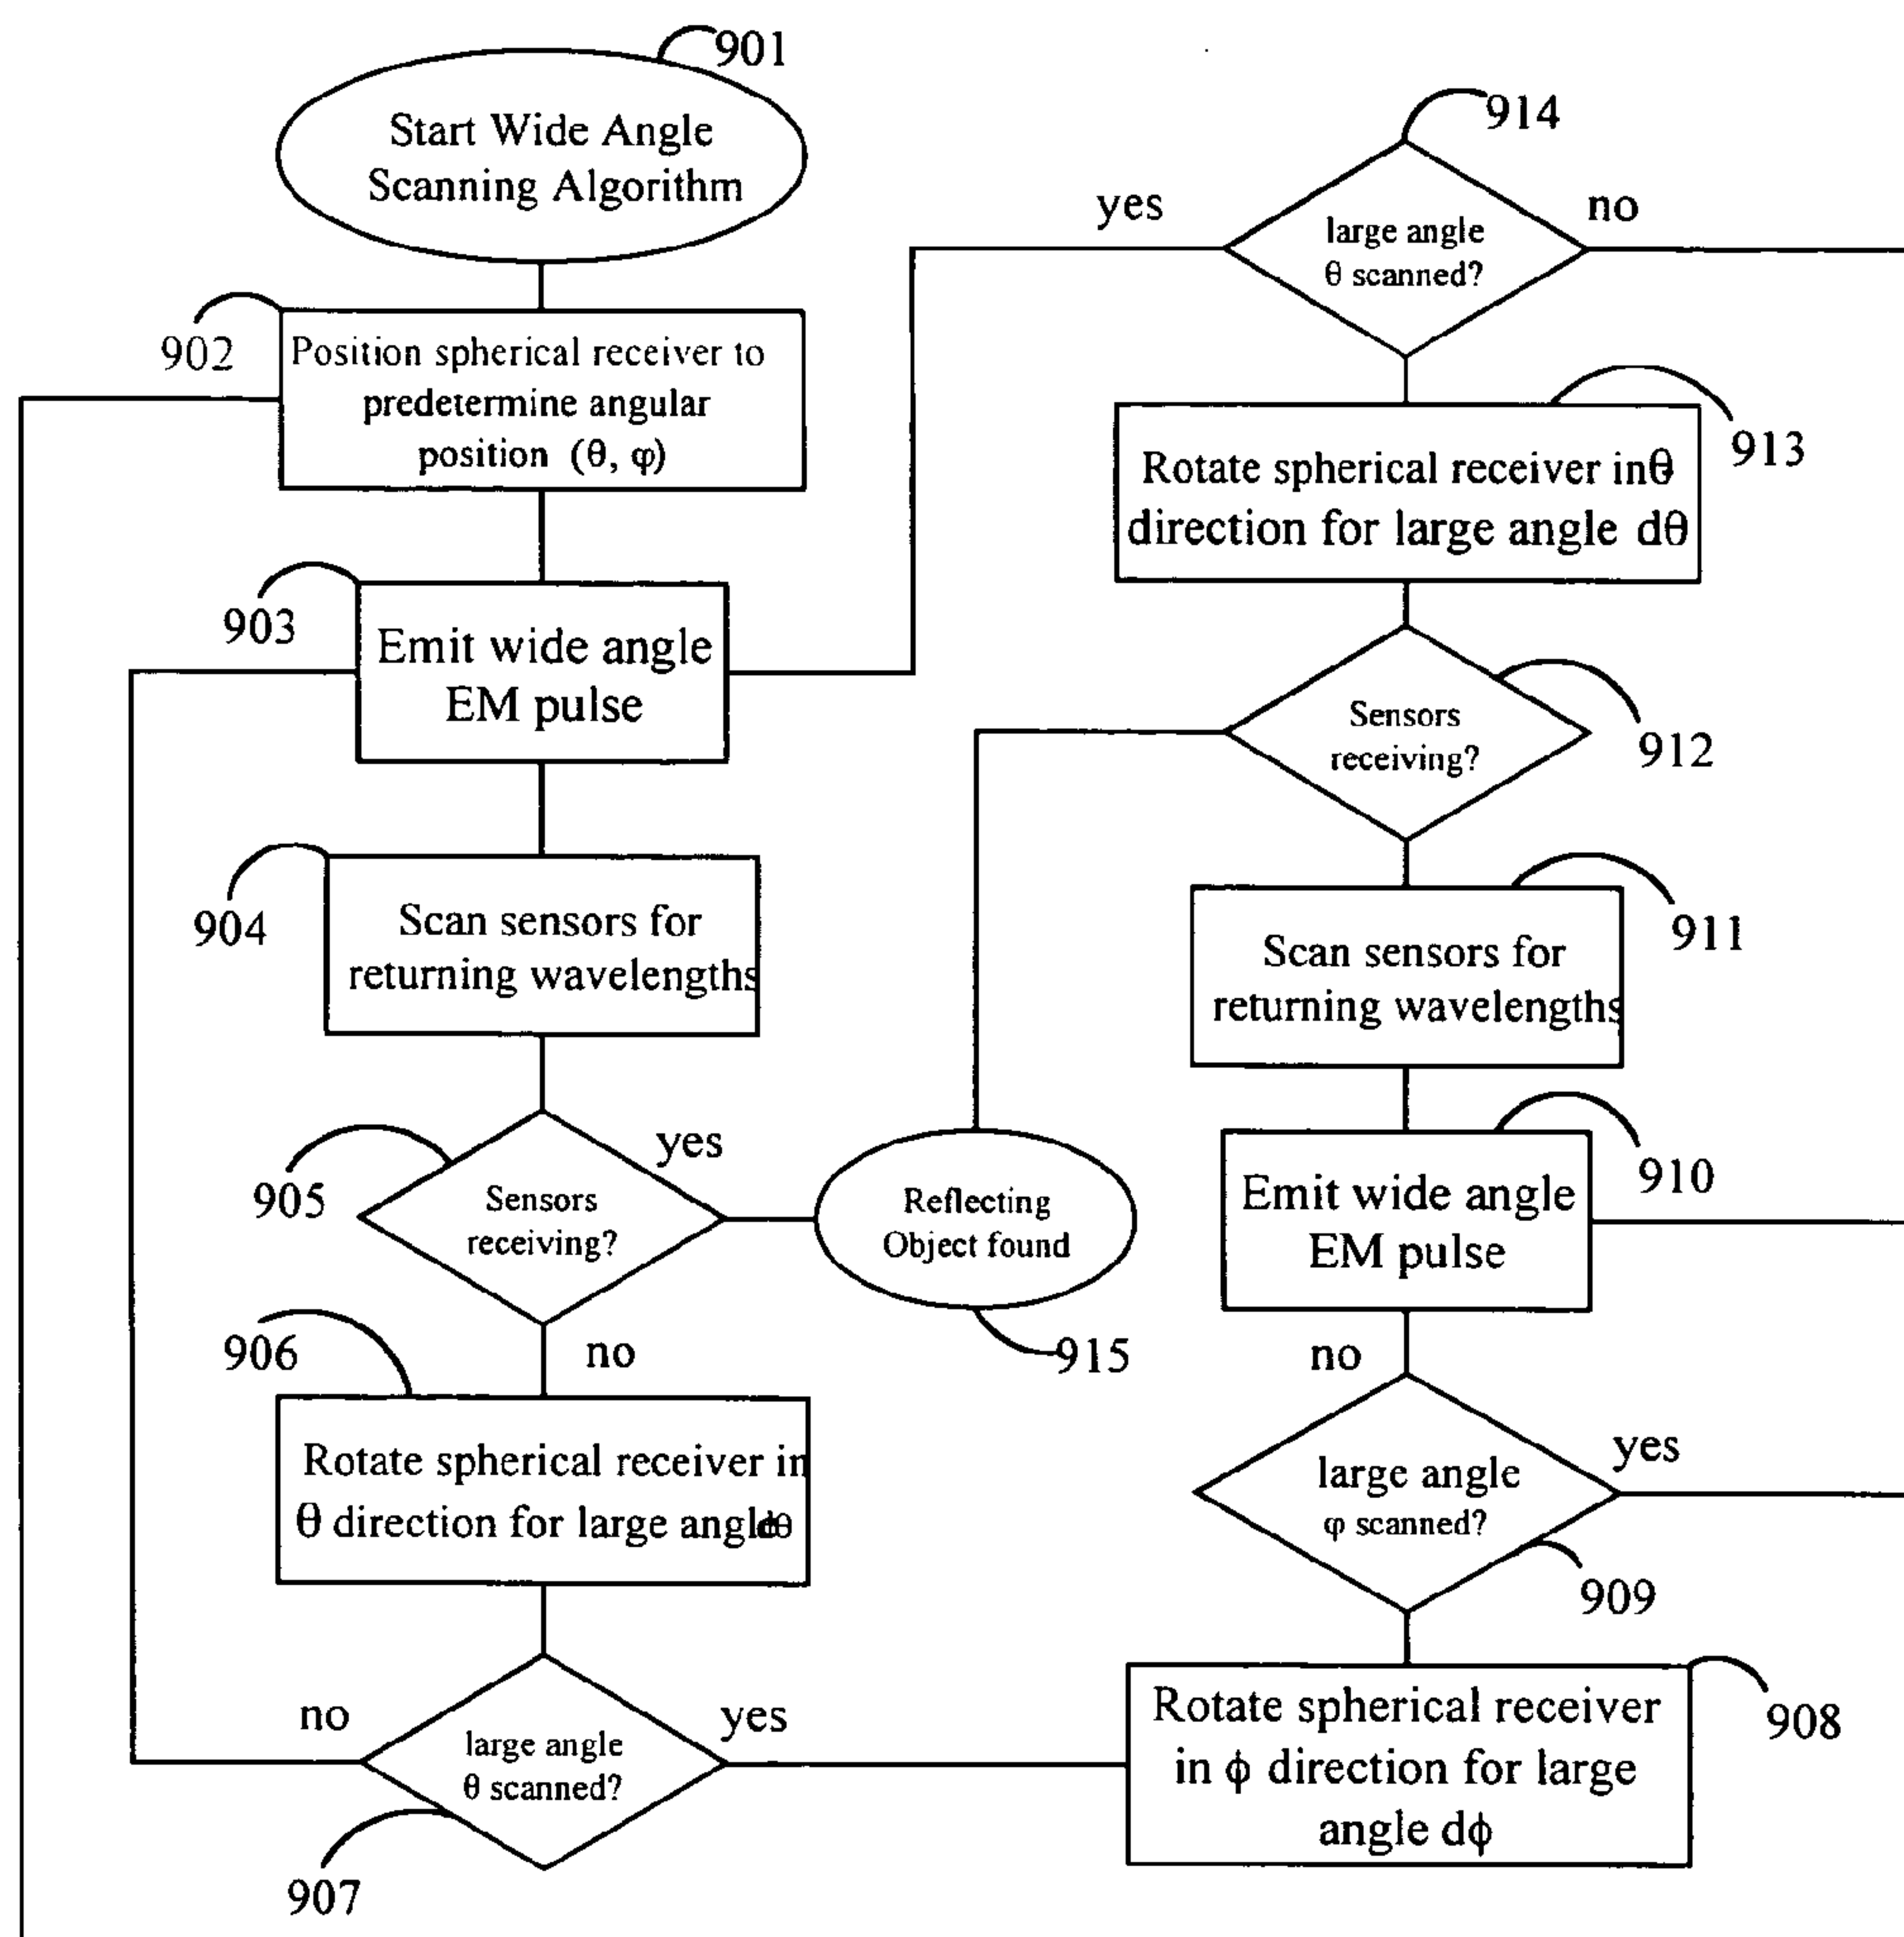 901
Start Wide Angle
Scanning Algorithm
902
Position spherical receiver to
predetermine angular
position (θ, φ)
903
Emit wide angle
EM pulse
904
Scan sensors for
returning wavelengths
905
Sensors
receiving?
yes
no
906
Rotate spherical receiver in
θ direction for large angle dθ
no
large angle
θ scanned?
yes
907
Reflecting
Object found
915
914
yes
large angle
θ scanned?
no
913
Rotate spherical receiver in θ
direction for large angle dθ
Sensors
receiving?
912
911
Scan sensors for
returning wavelengths
910
Emit wide angle
EM pulse
no
large angle
φ scanned?
yes
909
Rotate spherical receiver
in ϕ direction for large
angle dϕ
908